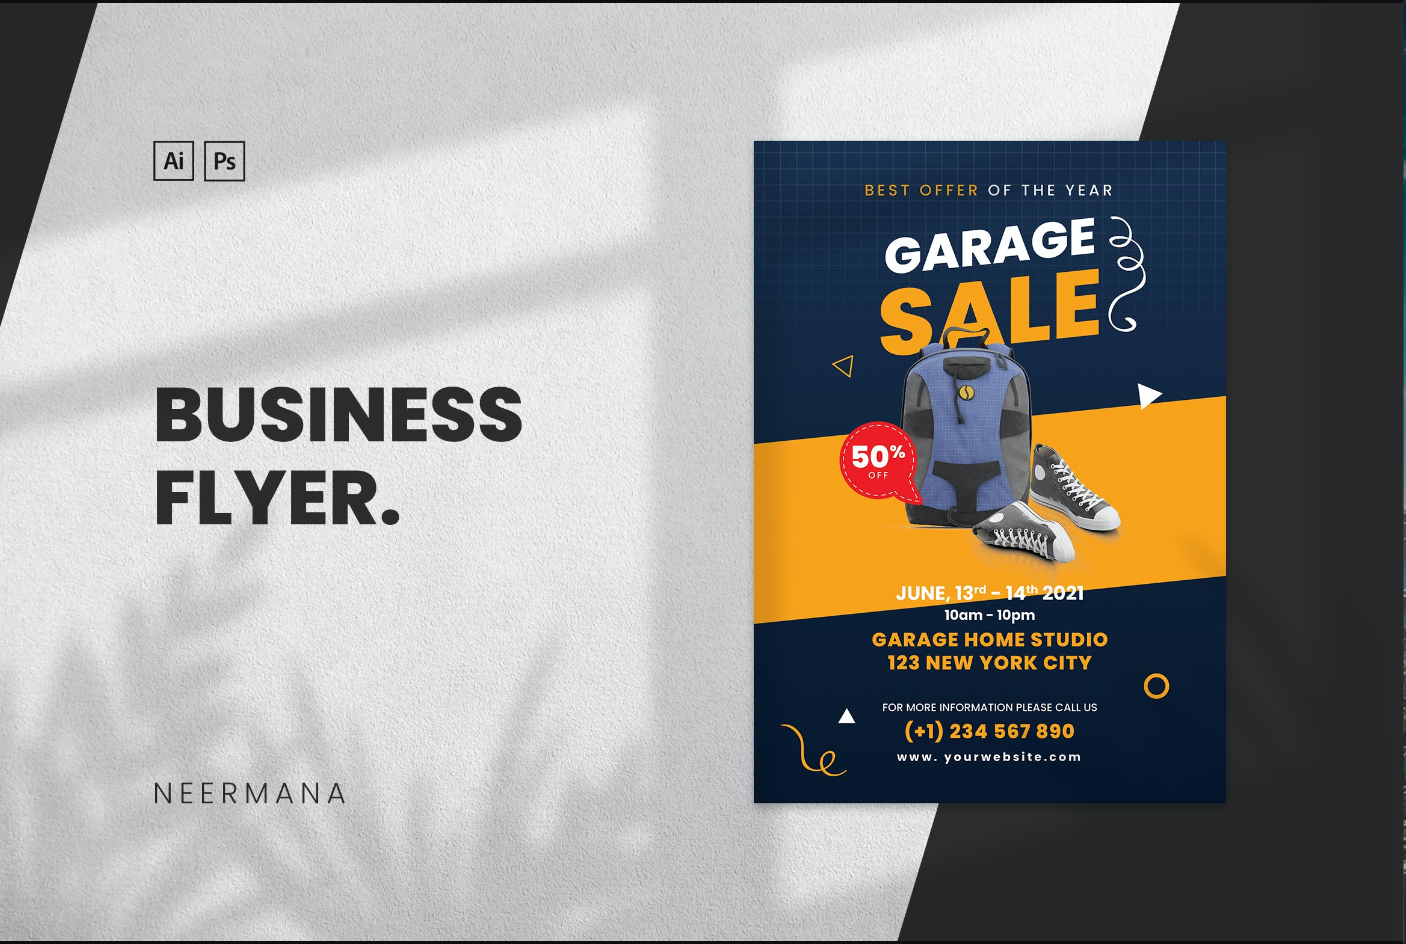 Ai Ps
BUSINESS
FLYER.
NEERMANA
BEST OFFER OF THE YEAR
GARAGE
SALE
50%
OFF
JUNE, 13rd - 14th 2021
10am - 10pm
GARAGE HOME STUDIO
123 NEW YORK CITY
FOR MORE INFORMATION PLEASE CALL US
(+1) 234 567 890
www. yourwebsite.com